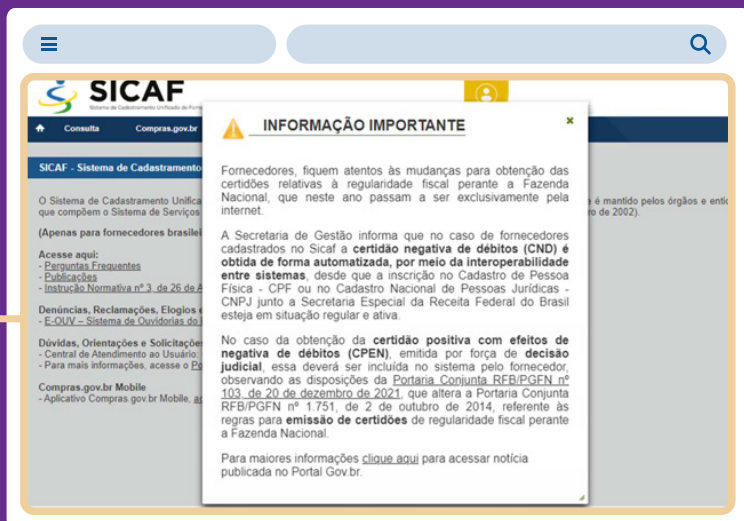 SICAF
Sistema de Cadastramento Unificado de Forne
Consulta Compras.gov.br
SICAF - Sistema de Cadastramento
O Sistema de Cadastramento Unifica
que compõem o Sistema de Serviços
(Apenas para fornecedores brasilei
Acesse aqui:
- Perguntas Frequentes
- Publicações
- Instrução Normativa nº 3, de 26 de A
Denúncias, Reclamações, Elogios e
- E-OUV – Sistema de Ouvidorias do
Dúvidas, Orientações e Solicitações
- Central de Atendimento ao Usuário:
- Para mais informações, acesse o Po
Compras.gov.br Mobile
- Aplicativo Compras.gov.br Mobile, ac
é mantido pelos órgãos e entid
ro de 2002).
INFORMAÇÃO IMPORTANTE
Fornecedores, fiquem atentos às mudanças para obtenção das
certidões relativas à regularidade fiscal perante a Fazenda
Nacional, que neste ano passam a ser exclusivamente pela
internet.
A Secretaria de Gestão informa que no caso de fornecedores
cadastrados no Sicaf a certidão negativa de débitos (CND) é
obtida de forma automatizada, por meio da interoperabilidade
entre sistemas, desde que a inscrição no Cadastro de Pessoa
Física - CPF ou no Cadastro Nacional de Pessoas Jurídicas -
CNPJ junto a Secretaria Especial da Receita Federal do Brasil
esteja em situação regular e ativa.
No caso da obtenção da certidão positiva com efeitos de
negativa de débitos (CPEN), emitida por força de decisão
judicial, essa deverá ser incluída no sistema pelo fornecedor,
observando as disposições da Portaria Conjunta RFB/PGFN nº
103, de 20 de dezembro de 2021, que altera a Portaria Conjunta
RFB/PGFN nº 1.751, de 2 de outubro de 2014, referente às
regras para emissão de certidões de regularidade fiscal perante
a Fazenda Nacional.
Para maiores informações clique aqui para acessar notícia
publicada no Portal Gov.br.